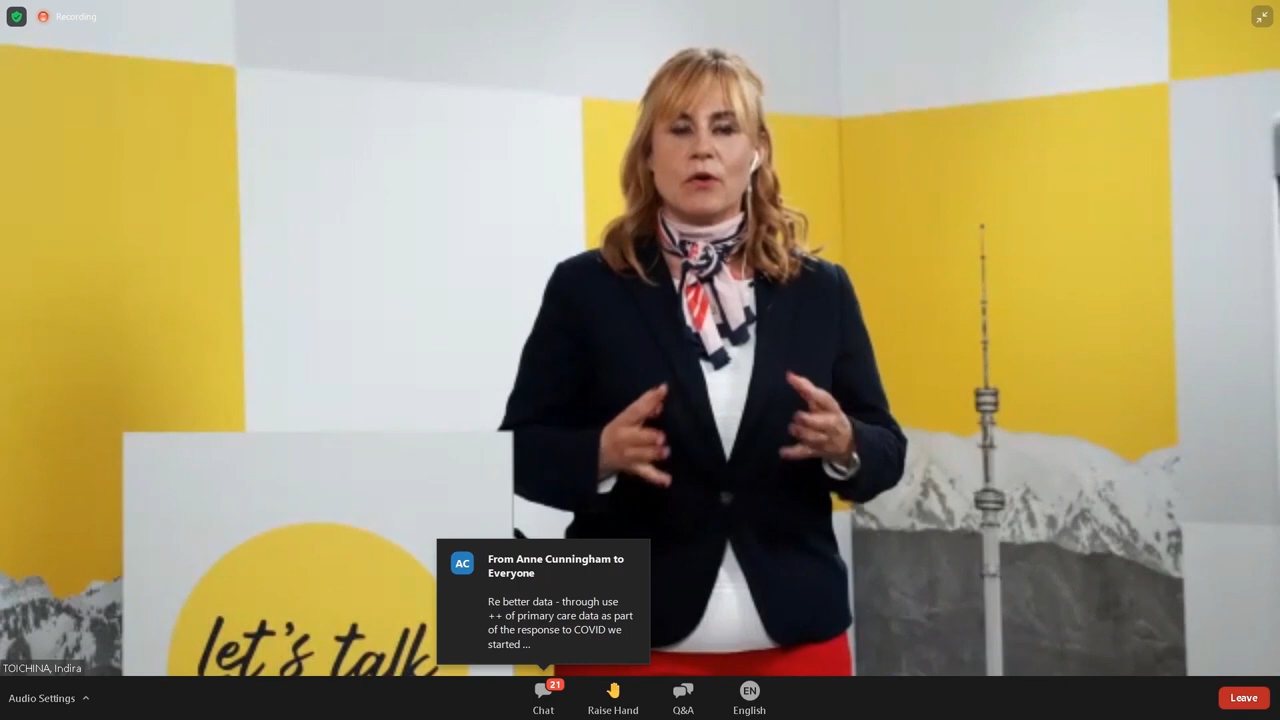 Recording
let's talk
From Anne Cunningham to
Everyone
AC
Re better data - through use
++ of primary care data as part
of the response to COVID we
started ...
TOICHINA, Indira
Audio Settings
21
Chat
Raise Hand
Q&A
EN
English
Leave